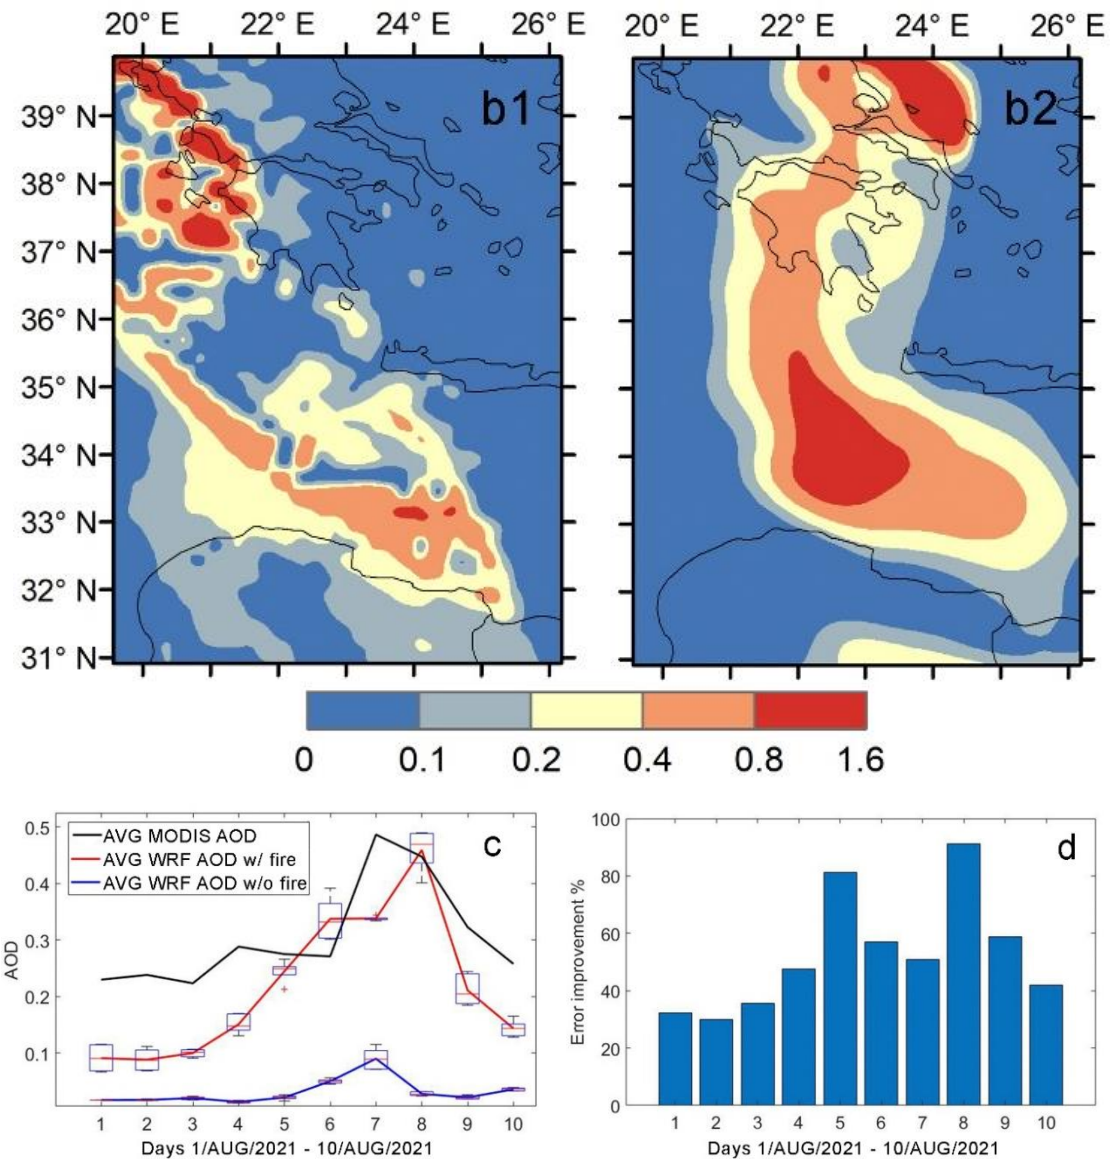 20° E 22° E 24° E 26° E
20° E 22° E 24° E 26° E
b1
39° N
38° N
37° N
36° N
35° N
34° N
33° N
32° N
31° N
b2
0 0.1 0.2 0.4 0.8 1.6
c
AVG MODIS AOD
AVG WRF AOD w/ fire
AVG WRF AOD w/o fire
AOD
0.5
0.4
0.3
0.2
0.1
1 2 3 4 5 6 7 8 9 10
Days 1/AUG/2021 - 10/AUG/2021
d
Error improvement %
100
80
60
40
20
0
1 2 3 4 5 6 7 8 9 10
Days 1/AUG/2021 - 10/AUG/2021